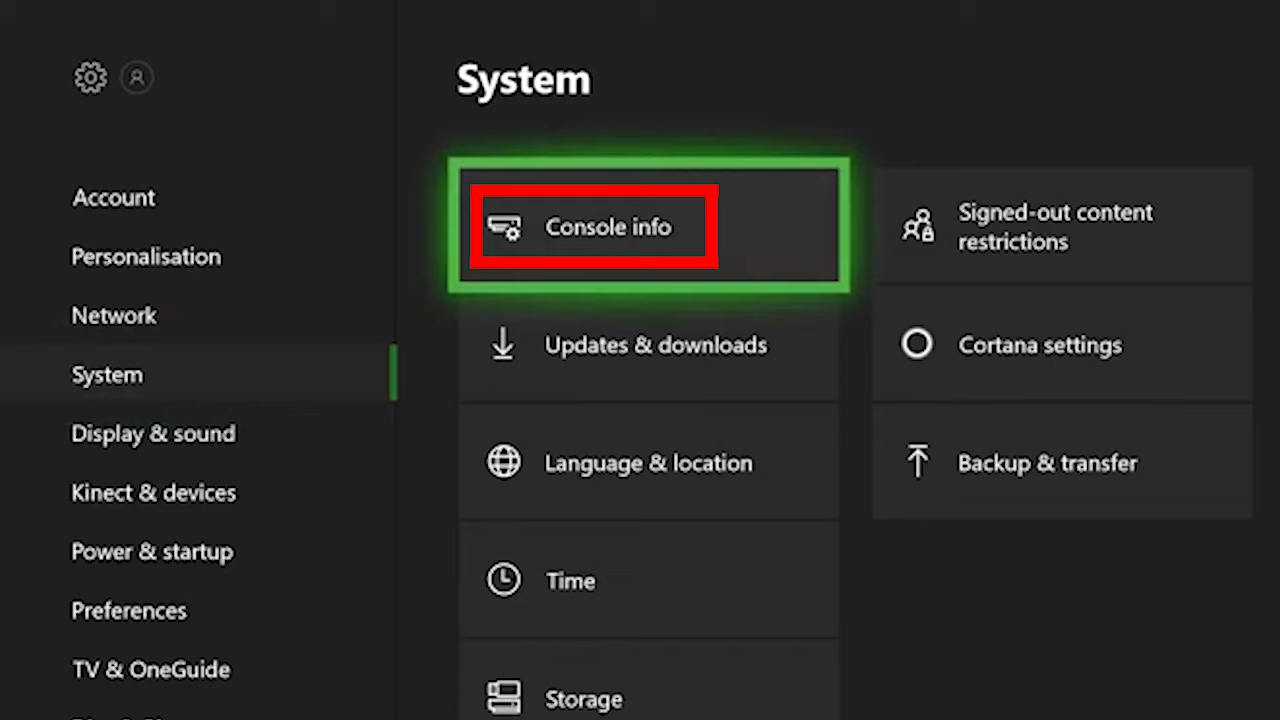 System
Account
Personalisation
Network
System
Display & sound
Kinect & devices
Power & startup
Preferences
TV & OneGuide
Console info
Updates & downloads
Language & location
Time
Storage
Signed-out content
restrictions
Cortana settings
Backup & transfer